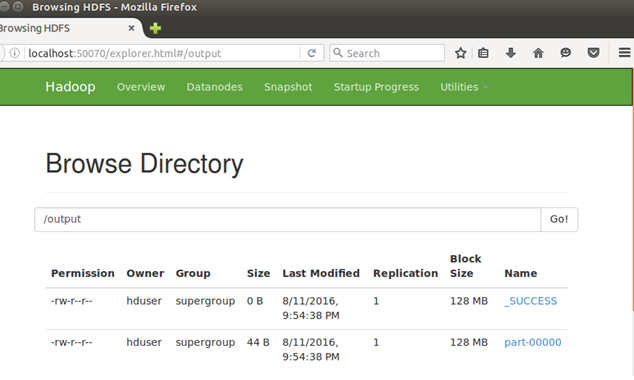 Browsing HDFS - Mozilla Firefox
Browsing HDFS
localhost:50070/explorer.html#/output
Search
Hadoop Overview Datanodes Snapshot Startup Progress Utilities
Browse Directory
/output Go!
Permission Owner Group Size Last Modified Replication Block Size Name
-rw-r--r-- hduser supergroup 0 B 8/11/2016, 9:54:38 PM 1 128 MB _SUCCESS
-rw-r--r-- hduser supergroup 44 B 8/11/2016, 9:54:38 PM 1 128 MB part-00000